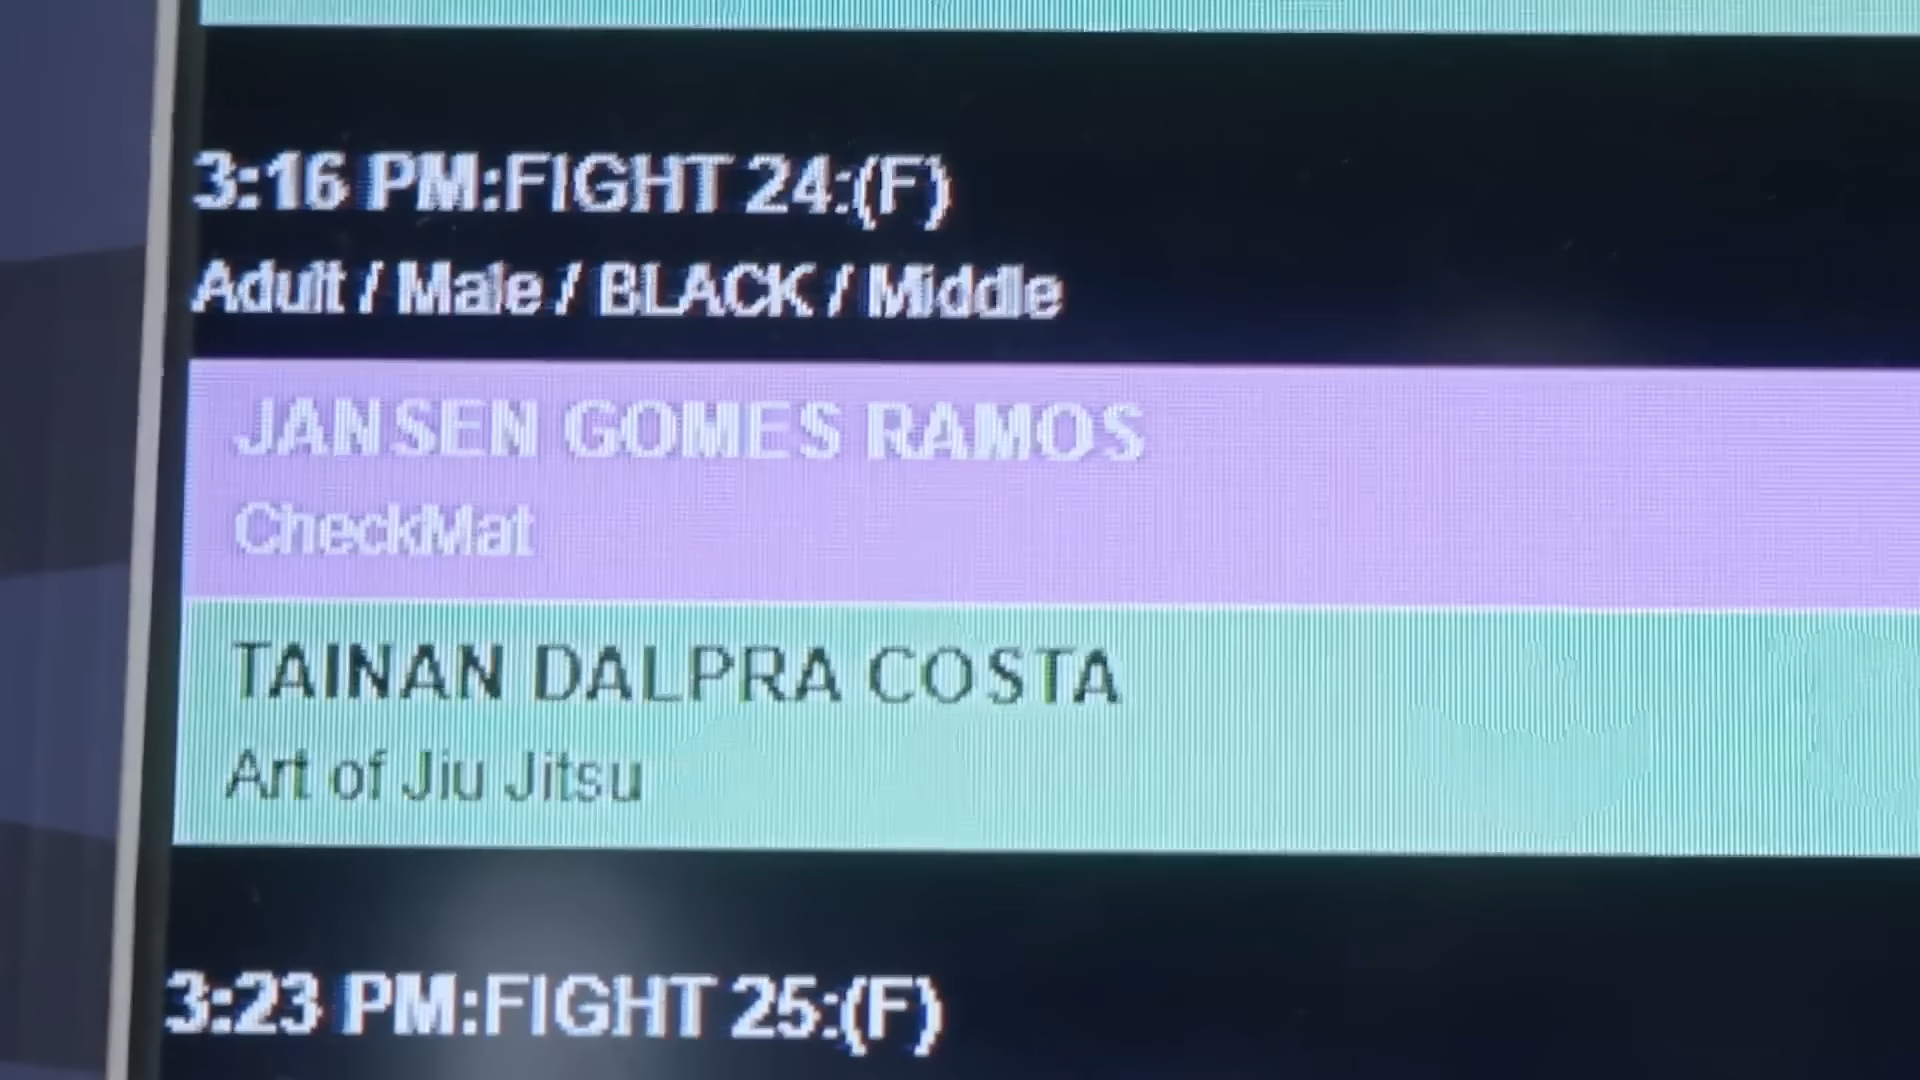 3:16 PM:FIGHT 24:(F)
Adult / Male / BLACK / Middle
JANSEN GOMES RAMOS
CheckMat
TAINAN DALPRA COSTA
Art of Jiu Jitsu
3:23 PM:FIGHT 25:(F)